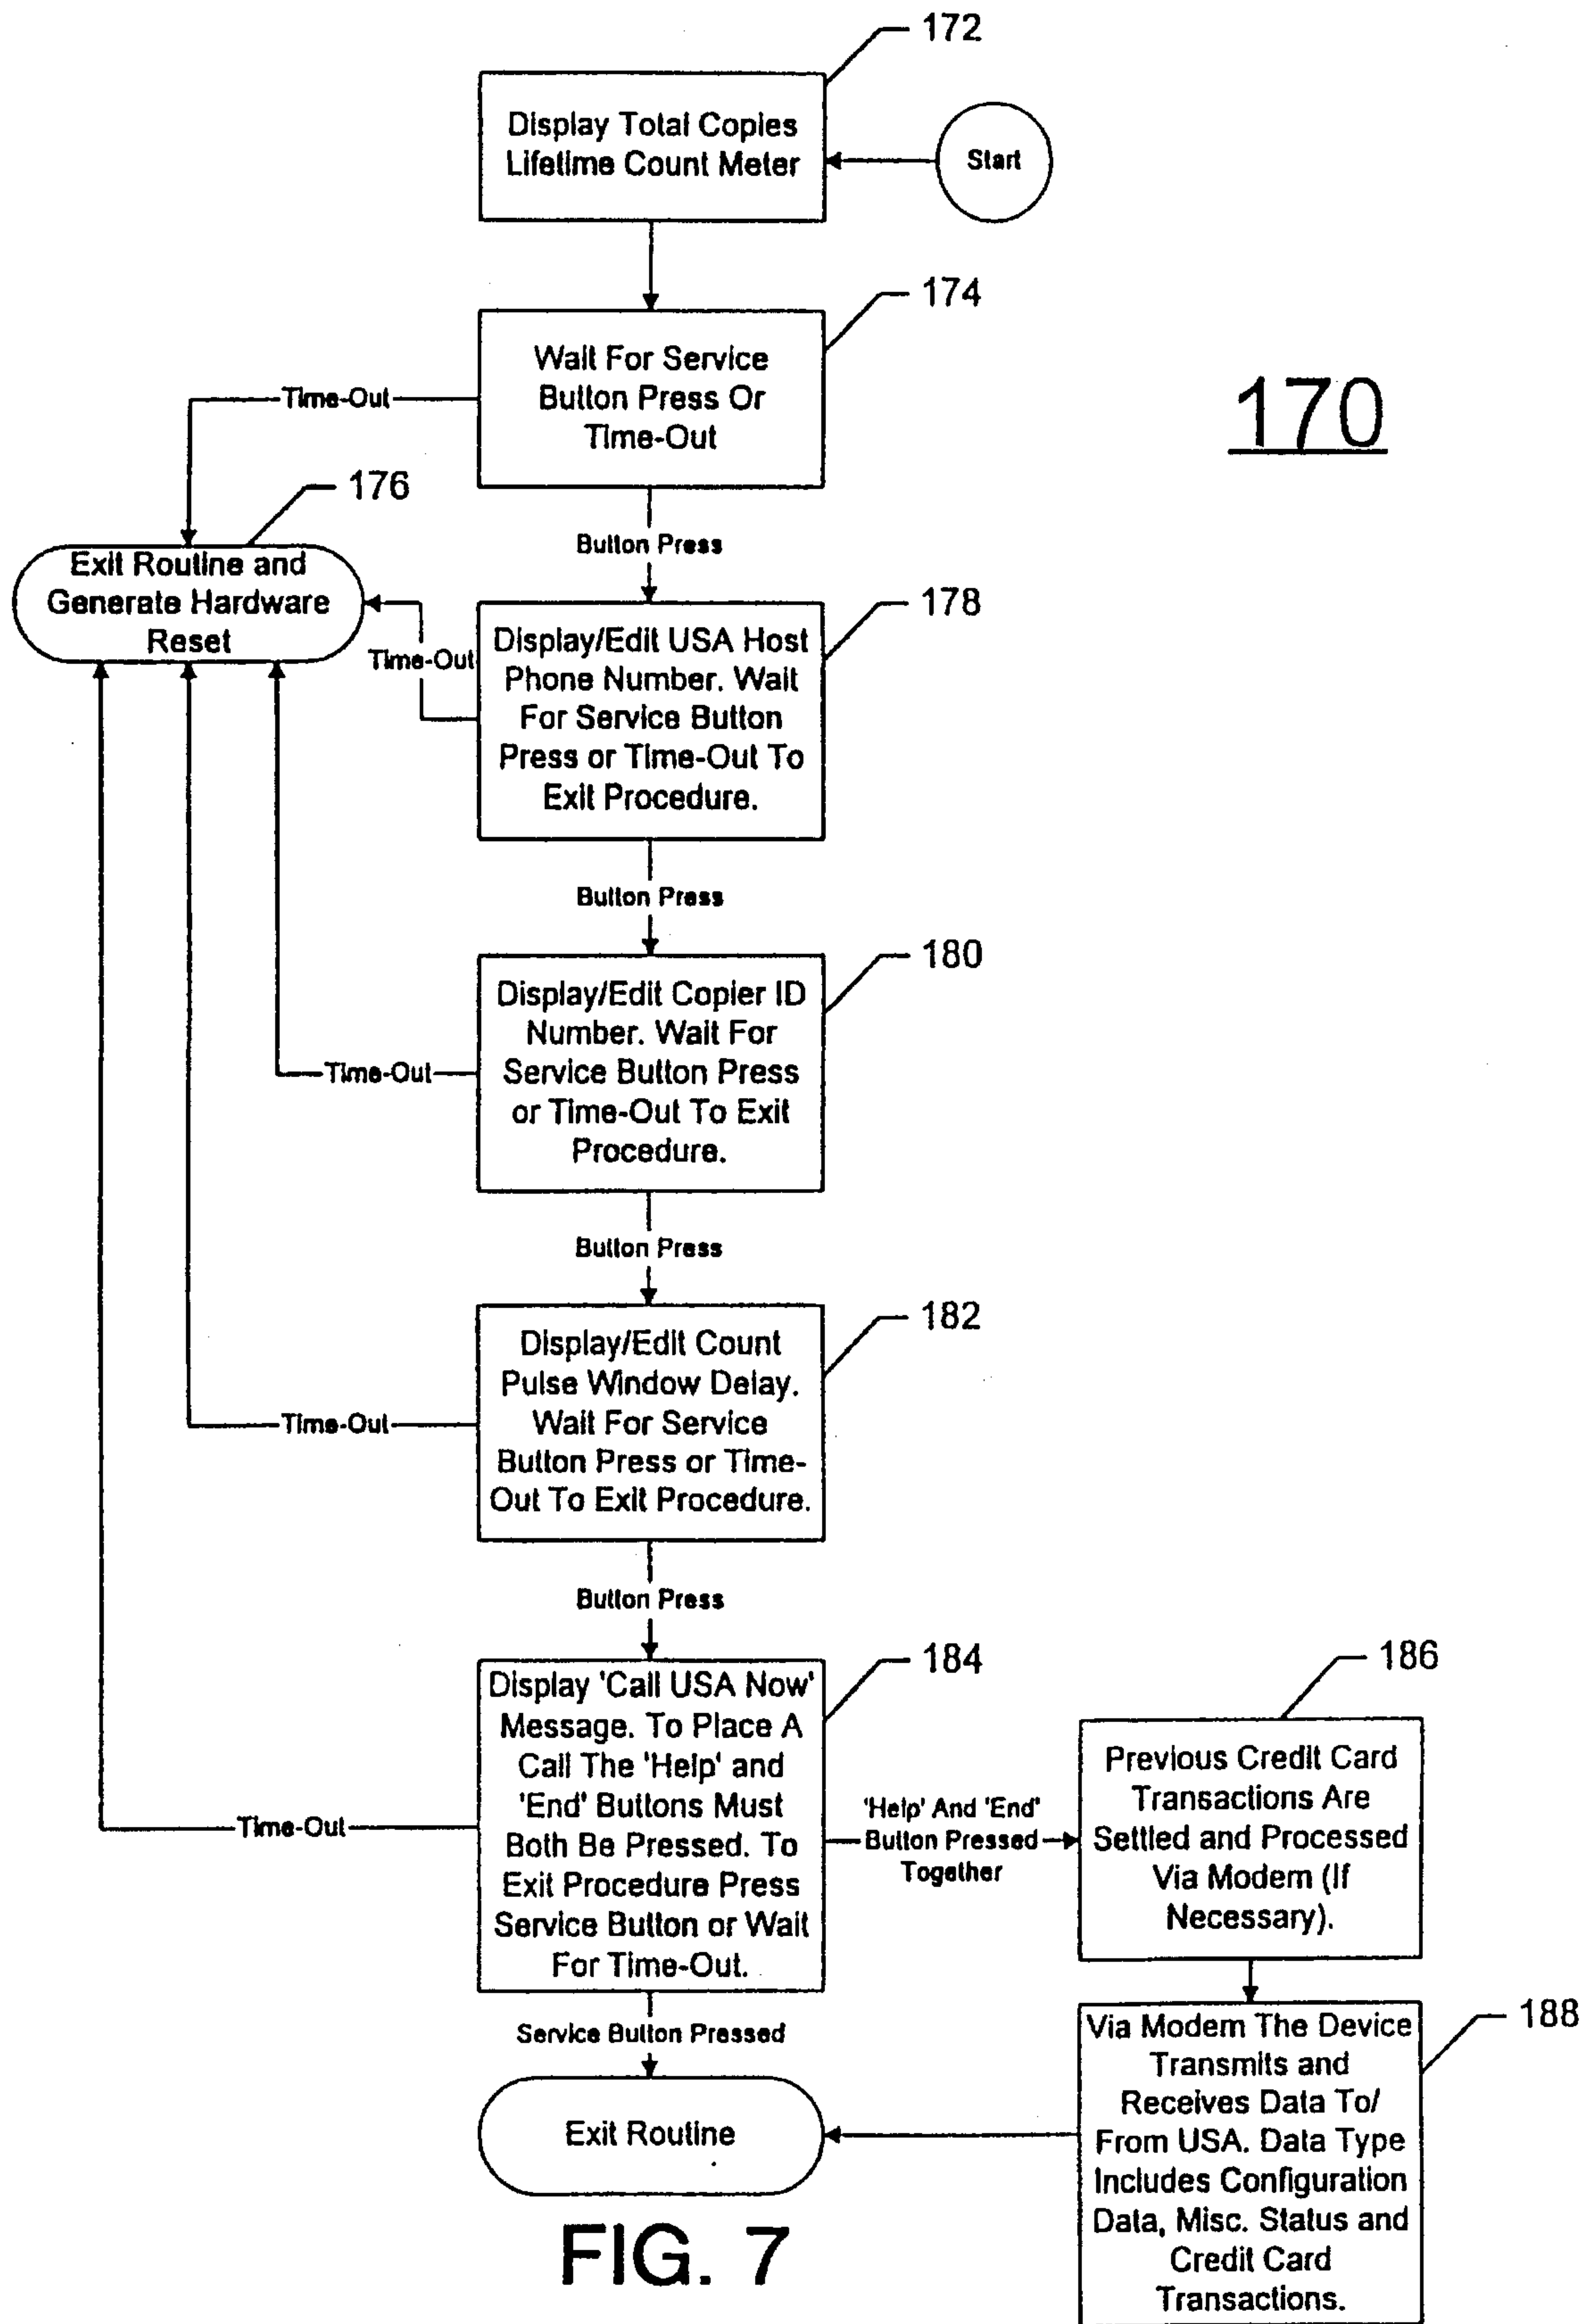 172
Display Total Copies
Lifetime Count Meter
Start
174
Wait For Service
Button Press Or
Time-Out
Time-Out
170
176
Exit Routine and
Generate Hardware
Reset
Button Press
178
Time-Out
Display/Edit USA Host
Phone Number. Wait
For Service Button
Press or Time-Out To
Exit Procedure.
Button Press
180
Display/Edit Copier ID
Number. Wait For
Service Button Press
or Time-Out To Exit
Procedure.
Time-Out
Button Press
182
Display/Edit Count
Pulse Window Delay.
Wait For Service
Button Press or Time-
Out To Exit Procedure.
Time-Out
Button Press
184
Display 'Call USA Now'
Message. To Place A
Call The 'Help' and
'End' Buttons Must
Both Be Pressed. To
Exit Procedure Press
Service Button or Wait
For Time-Out.
Time-Out
'Help' And 'End'
Button Pressed
Together
186
Previous Credit Card
Transactions Are
Settled and Processed
Via Modem (If
Necessary).
Service Button Pressed
188
Via Modem The Device
Transmits and
Receives Data To/
From USA. Data Type
Includes Configuration
Data, Misc. Status and
Credit Card
Transactions.
Exit Routine
FIG. 7